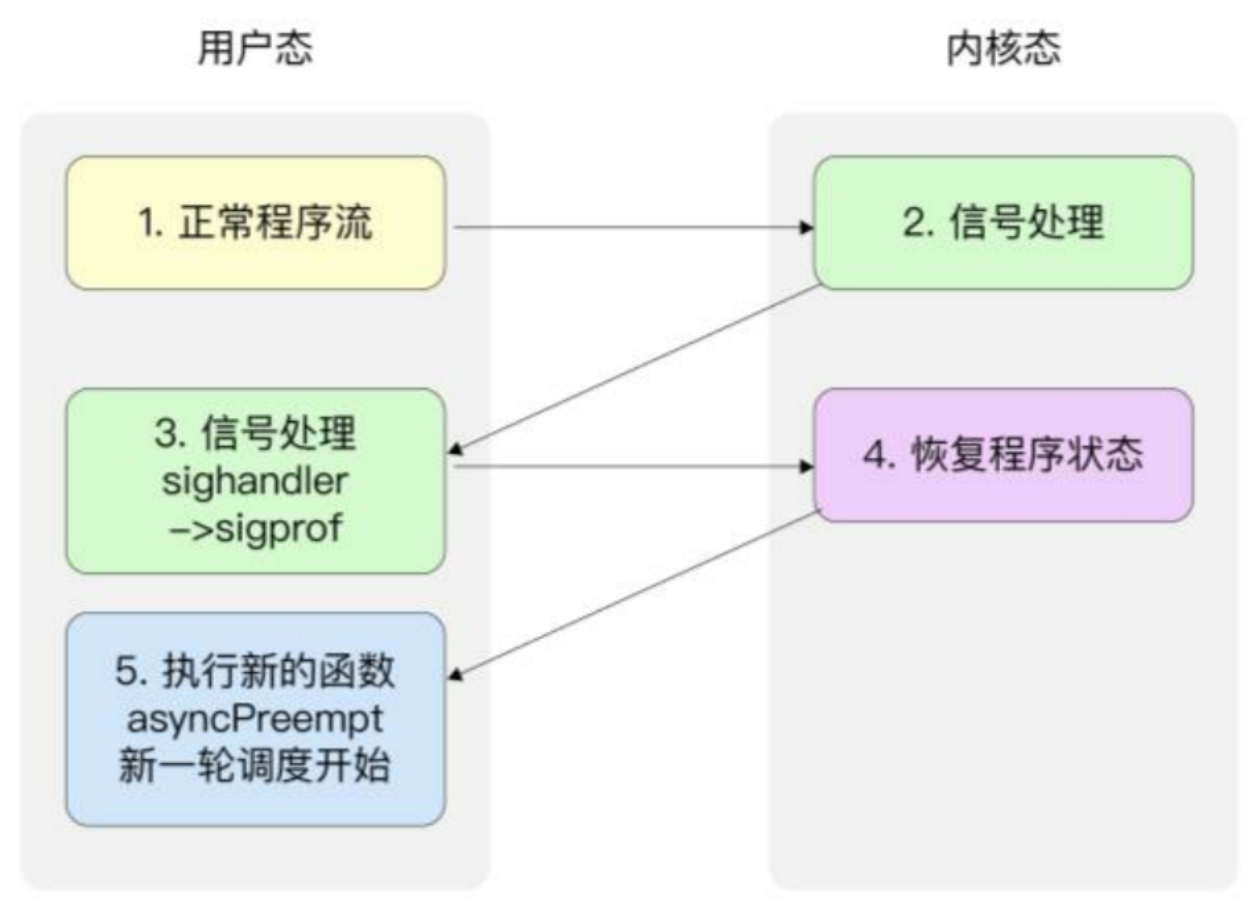 用户态
内核态
1. 正常程序流
2. 信号处理
3. 信号处理
sighandler
–>sigprof
4. 恢复程序状态
5. 执行新的函数
asyncPreempt
新一轮调度开始